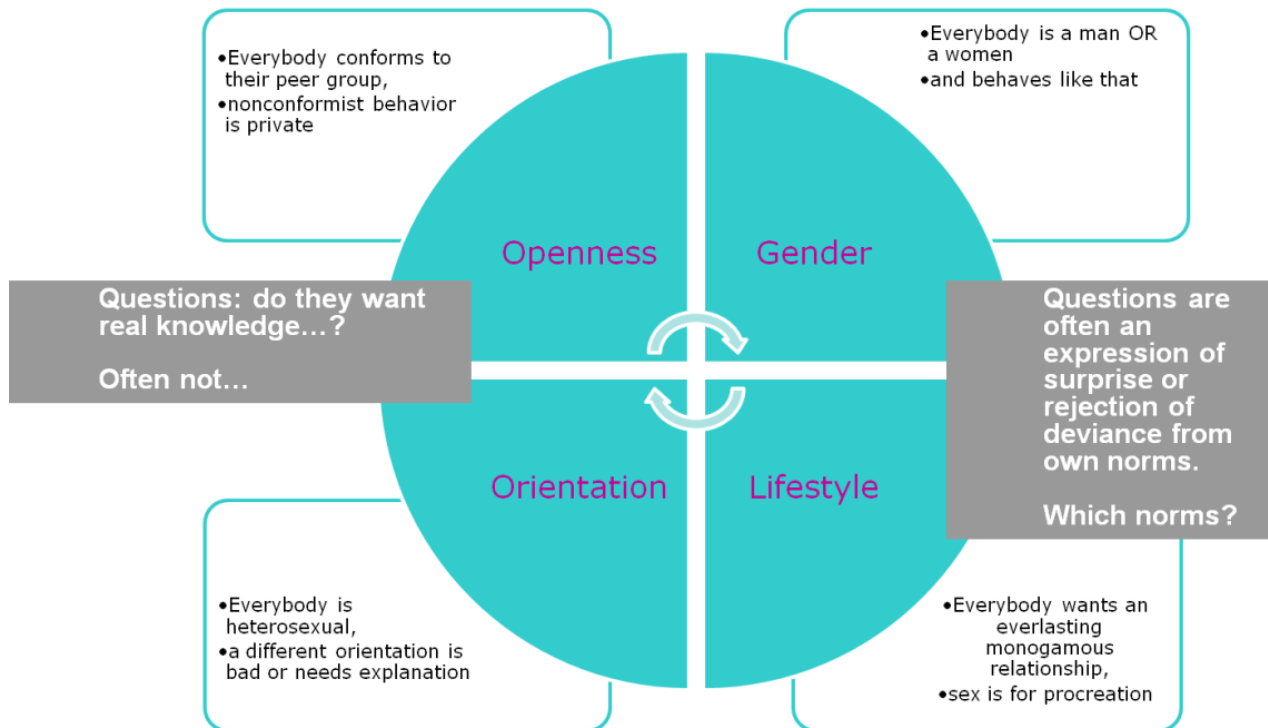 •Everybody conforms to
their peer group,
•nonconformist behavior
is private
•Everybody is a man OR
a women
•and behaves like that
Openness
Gender
Questions: do they want
real knowledge…?
Often not…
Questions are
often an
expression of
surprise or
rejection of
deviance from
own norms.
Which norms?
Orientation
Lifestyle
•Everybody is
heterosexual,
•a different orientation is
bad or needs explanation
•Everybody wants an
everlasting
monogamous
relationship,
•sex is for procreation